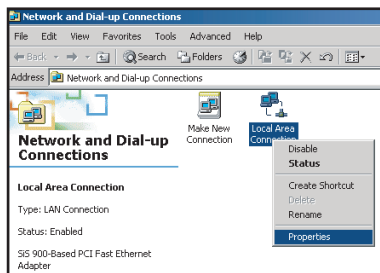 Network and Dial-up Connections
File Edit View Favorites Tools Advanced Help
Back Search Folders
Address Network and Dial-up Connections
Network and Dial-up Connections
Local Area Connection
Type: LAN Connection
Status: Enabled
SiS 900-Based PCI Fast Ethernet
Adapter
Make New
Connection
Local Area
Connection
Disable
Status
Create Shortcut
Delete
Rename
Properties